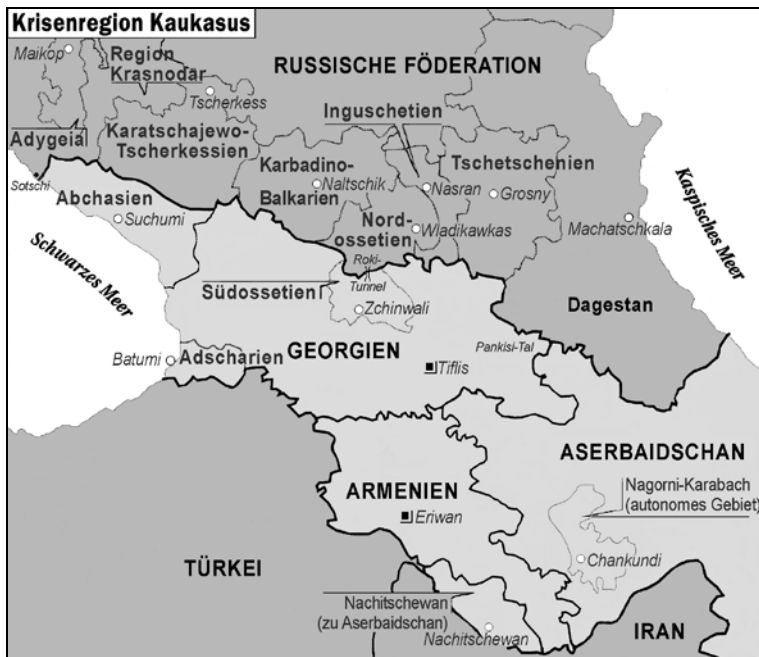 Krisenregion Kaukasus
Maikop
Region
Krasnodar
RUSSISCHE FÖDERATION
Tscherkess
Inguschetien
Adygeial
Karatschajewo-
Tscherkessien
Karbadino-
Balkarien
Naltschik
Tschetschenien
Nasran
Grosny
Kaspisches Meer
Sotschi
Abchasien
Suchumi
Nord-
ossetien
Wladikawkas
Machatschkala
Schwarzes Meer
Roki-
Tunnel
Südossetien
Zchinwali
Dagestan
Batumi
Adscharien
GEORGIEN
Tiflis
Pankisi-Tal
ASERBAIDSCHAN
ARMENIEN
Eriwan
Nagorni-Karabach
(autonomes Gebiet)
Chankundi
TÜRKEI
Nachitschewan
(zu Aserbaidschan)
Nachitschewan
IRAN